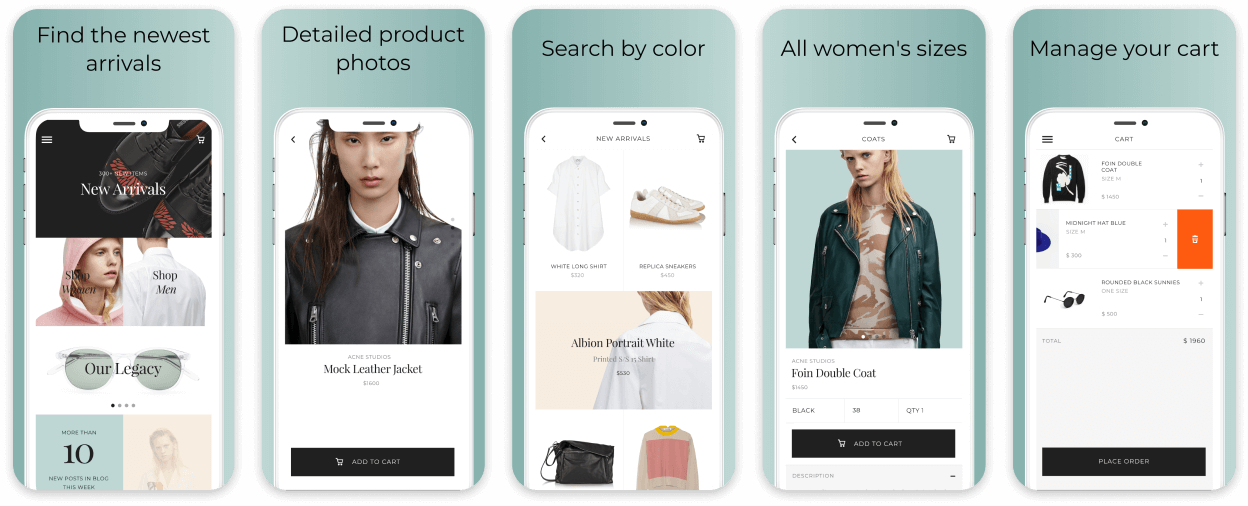 Find the newest
arrivals
300+ NEW ITEMS
New Arrivals
Shop
Women
Shop
Men
Our Legacy
MORE THAN
10
NEW POSTS IN BLOG
THIS WEEK
Detailed product
photos
ACNE STUDIOS
Mock Leather Jacket
$1600
ADD TO CART
Search by color
NEW ARRIVALS
WHITE LONG SHIRT
$320
REPLICA SNEAKERS
$450
Albion Portrait White
Printed S/S 15 Shirt
$530
All women's sizes
COATS
ACNE STUDIOS
Foin Double Coat
$1450
BLACK
38
QTY 1
ADD TO CART
DESCRIPTION
Manage your cart
CART
FOIN DOUBLE
COAT
SIZE M
1
$ 1450
MIDNIGHT HAT BLUE
SIZE M
1
$ 300
ROUNDED BLACK SUNNIES
ONE SIZE
1
$ 500
TOTAL
$ 1960
PLACE ORDER